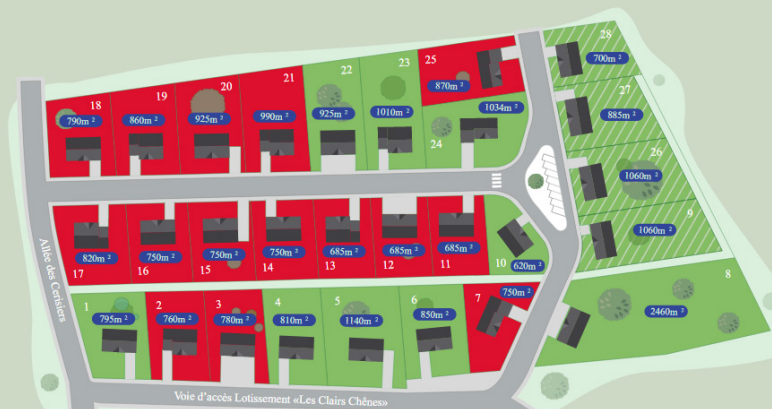 18
790m²
19
860m²
20
925m²
21
990m²
22
925m²
23
1010m²
25
870m²
24
1034m²
28
700m²
27
885m²
26
1060m²
9
1060m²
8
2460m²
17
820m²
16
750m²
15
750m²
14
750m²
13
685m²
12
685m²
11
685m²
10
620m²
1
795m²
2
760m²
3
780m²
4
810m²
5
1140m²
6
850m²
7
750m²
Allée des Cerisiers
Voie d’accès Lotissement «Les Clairs Chênes»